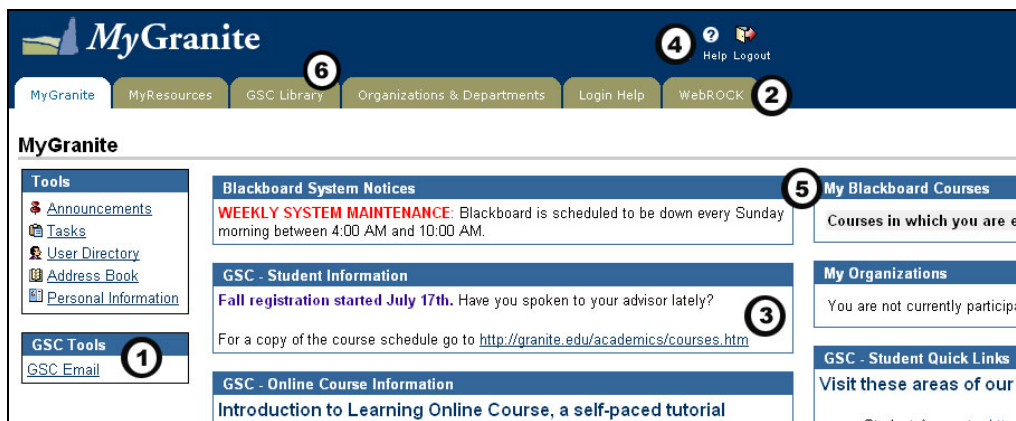 MyGranite
4
Help Logout
6
MyGranite MyResources GSC Library Organizations & Departments Login Help WebROCK 2
MyGranite
Tools
Announcements
Tasks
User Directory
Address Book
Personal Information
GSC Tools
1
GSC Email
Blackboard System Notices
WEEKLY SYSTEM MAINTENANCE: Blackboard is scheduled to be down every Sunday
morning between 4:00 AM and 10:00 AM.
GSC - Student Information
Fall registration started July 17th. Have you spoken to your advisor lately?
3
For a copy of the course schedule go to http://granite.edu/academics/courses.htm
GSC - Online Course Information
Introduction to Learning Online Course, a self-paced tutorial
5
My Blackboard Courses
Courses in which you are e
My Organizations
You are not currently particip
GSC - Student Quick Links
Visit these areas of our